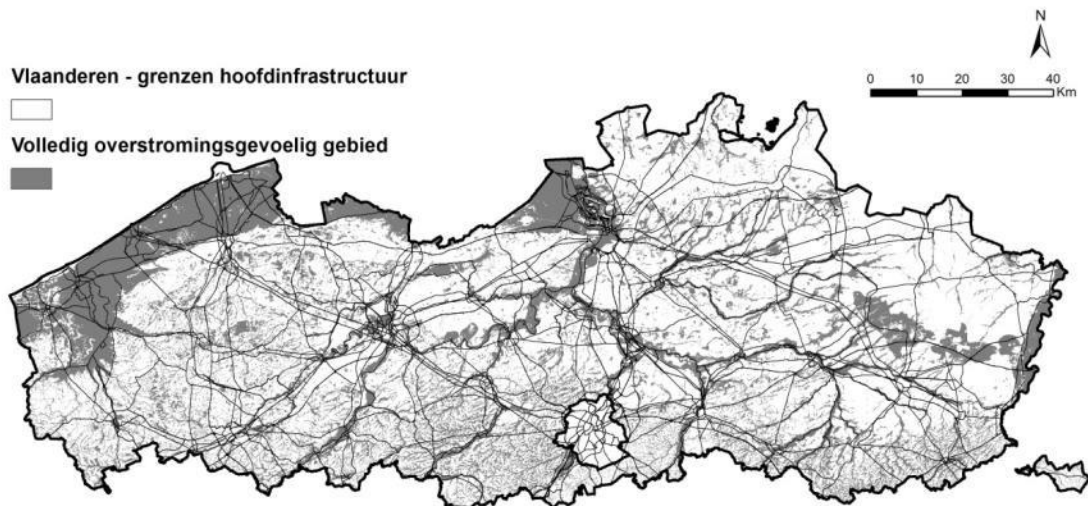 Vlaanderen - grenzen hoofdinfrastructuur
Volledig overstromingsgevoelig gebied
N
0 10 20 30 40
Km